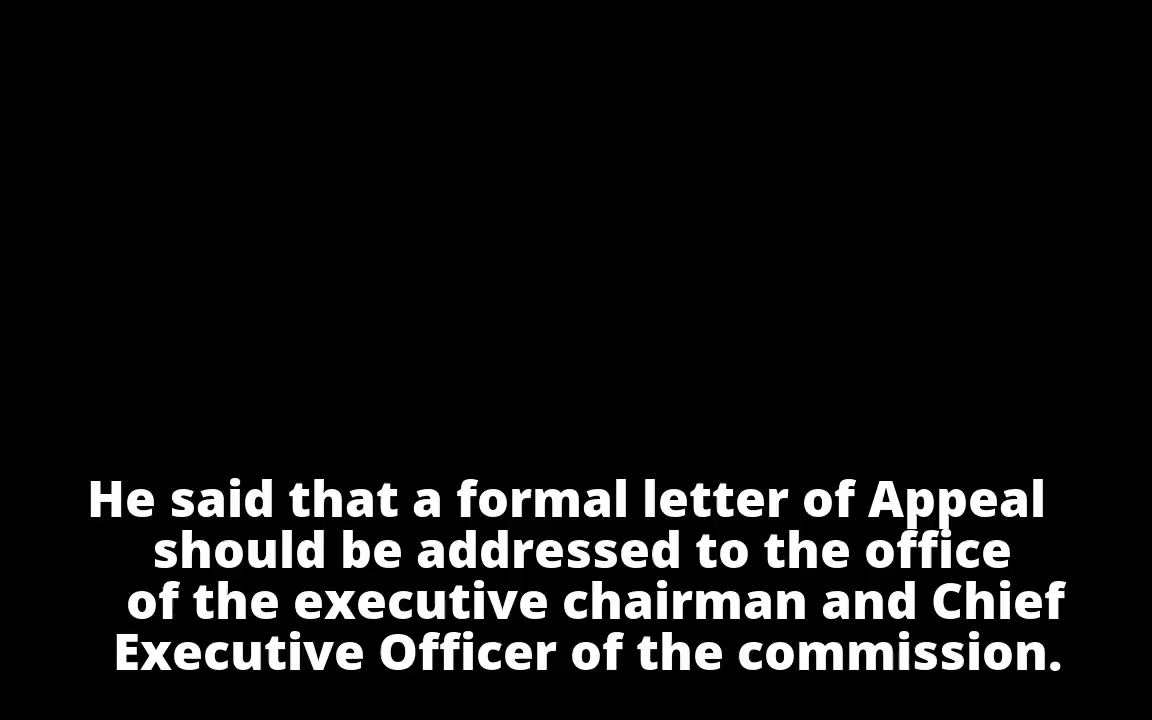 He said that a formal letter of Appeal
should be addressed to the office
of the executive chairman and Chief
Executive Officer of the commission.